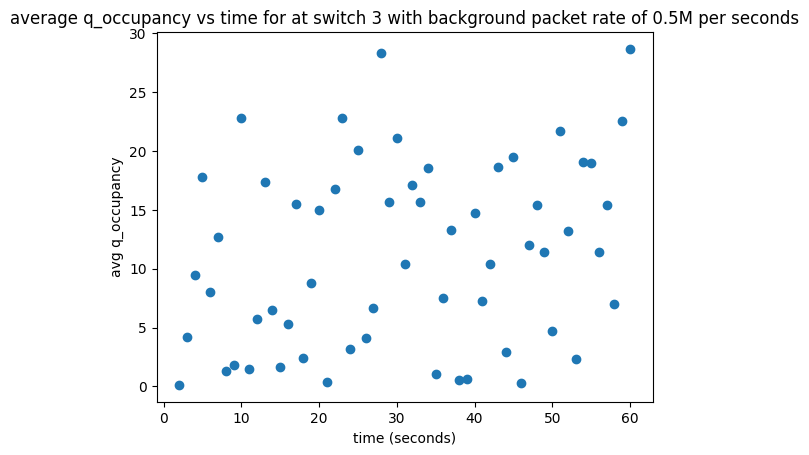 average q_occupancy vs time for at switch 3 with background packet rate of 0.5M per seconds
30
25
20
15
10
5
0
avg q_occupancy
0 10 20 30 40 50 60
time (seconds)